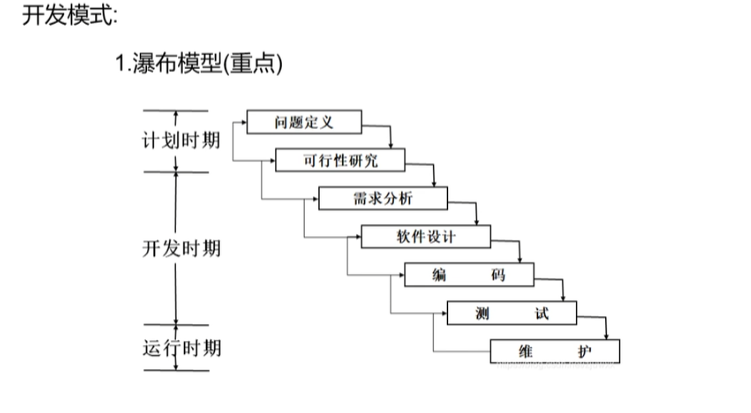 开发模式:
1.瀑布模型(重点)
问题定义
计划时期
可行性研究
需求分析
软件设计
开发时期
编 码
测 试
运行时期
维 护